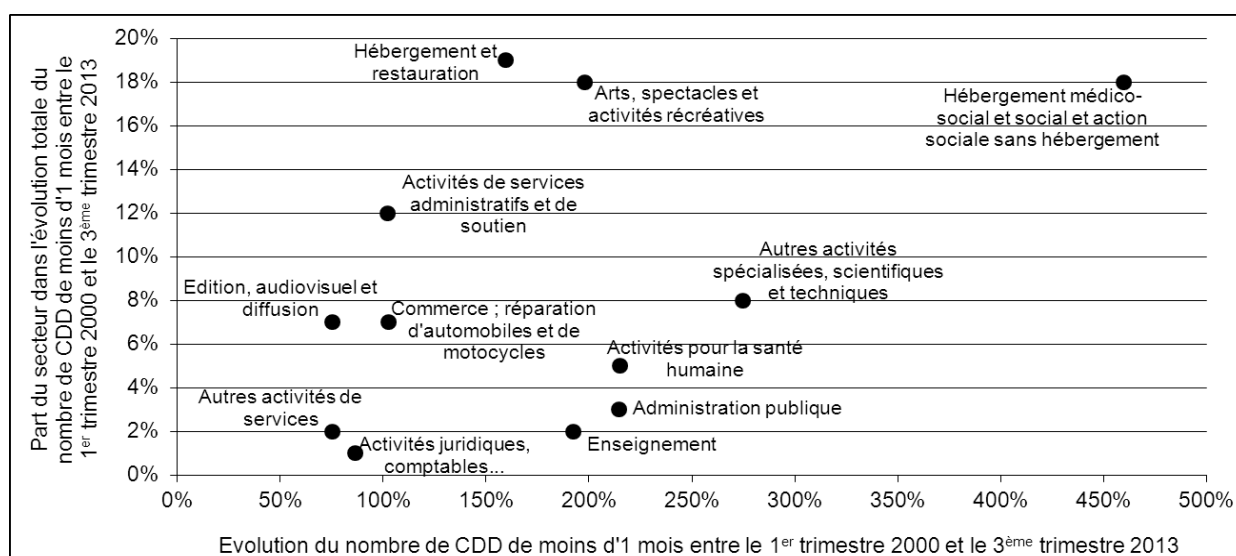 Part du secteur dans l'évolution totale du
nombre de CDD de moins d'1 mois entre le
1er trimestre 2000 et le 3ème trimestre 2013
20%
18%
16%
14%
12%
10%
8%
6%
4%
2%
0%
Hébergement et
restauration
Arts, spectacles et
activités récréatives
Hébergement médico-
social et social et action
sociale sans hébergement
Activités de services
administratifs et de
soutien
Autres activités
spécialisées, scientifiques
et techniques
Edition, audiovisuel et
diffusion
Commerce ; réparation
d'automobiles et de
motocycles
Activités pour la santé
humaine
Autres activités de
services
Administration publique
Activités juridiques,
comptables...
Enseignement
0% 50% 100% 150% 200% 250% 300% 350% 400% 450% 500%
Evolution du nombre de CDD de moins d'1 mois entre le 1er trimestre 2000 et le 3ème trimestre 2013